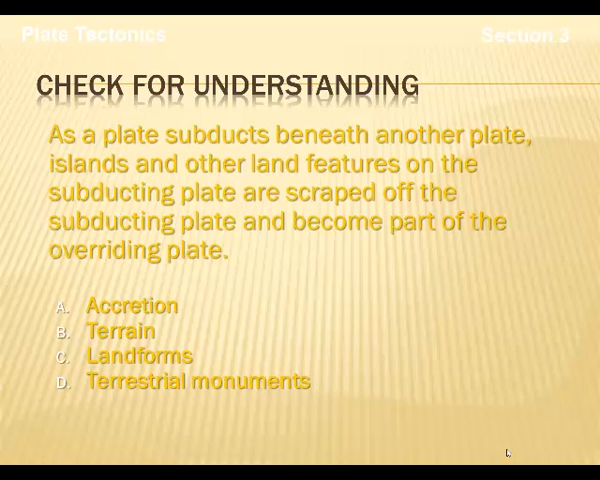 Plate Tectonics
Section 3
CHECK FOR UNDERSTANDING
As a plate subducts beneath another plate,
islands and other land features on the
subducting plate are scraped off the
subducting plate and become part of the
overriding plate.
A. Accretion
B. Terrain
C. Landforms
D. Terrestrial monuments